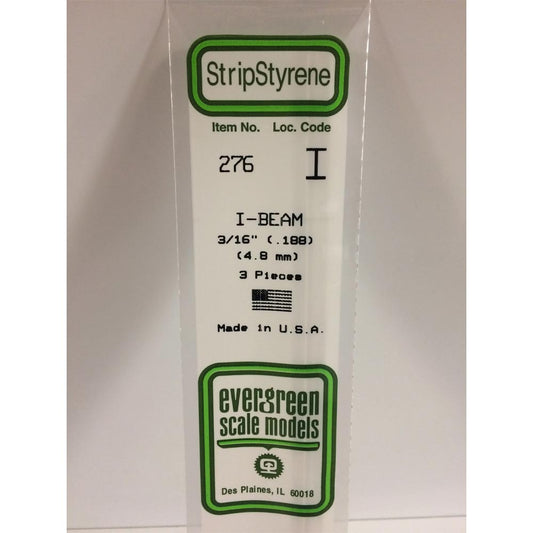 StripStyrene
Item No. Loc. Code
276 I
I-BEAM
3/16" (.188)
(4.8 mm)
3 Pieces
Made in U.S.A.
evergreen
scale models
Des Plaines, IL 60018